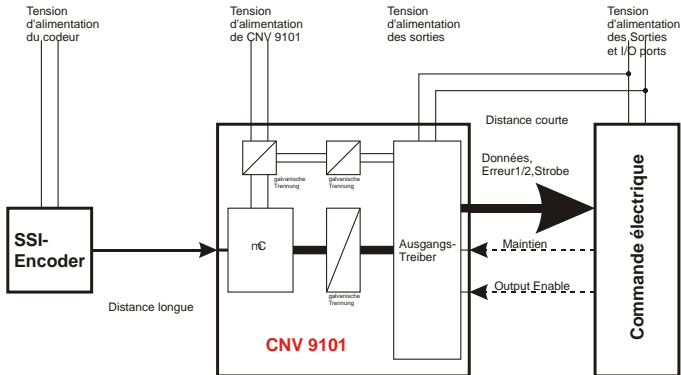 Tension
d'alimentation
du codeur
Tension
d'alimentation
de CNV 9101
Tension
d'alimentation
des sorties
Tension
d'alimentation
des Sorties
et I/O ports
Distance courte
Données,
Erreur1/2,Strobe
galvanische
Trennung
galvanische
Trennung
SSI-
Encoder
mC
Ausgangs-
Treiber
Maintien
Output Enable
Commande électrique
galvanische
Trennung
Distance longue
CNV 9101